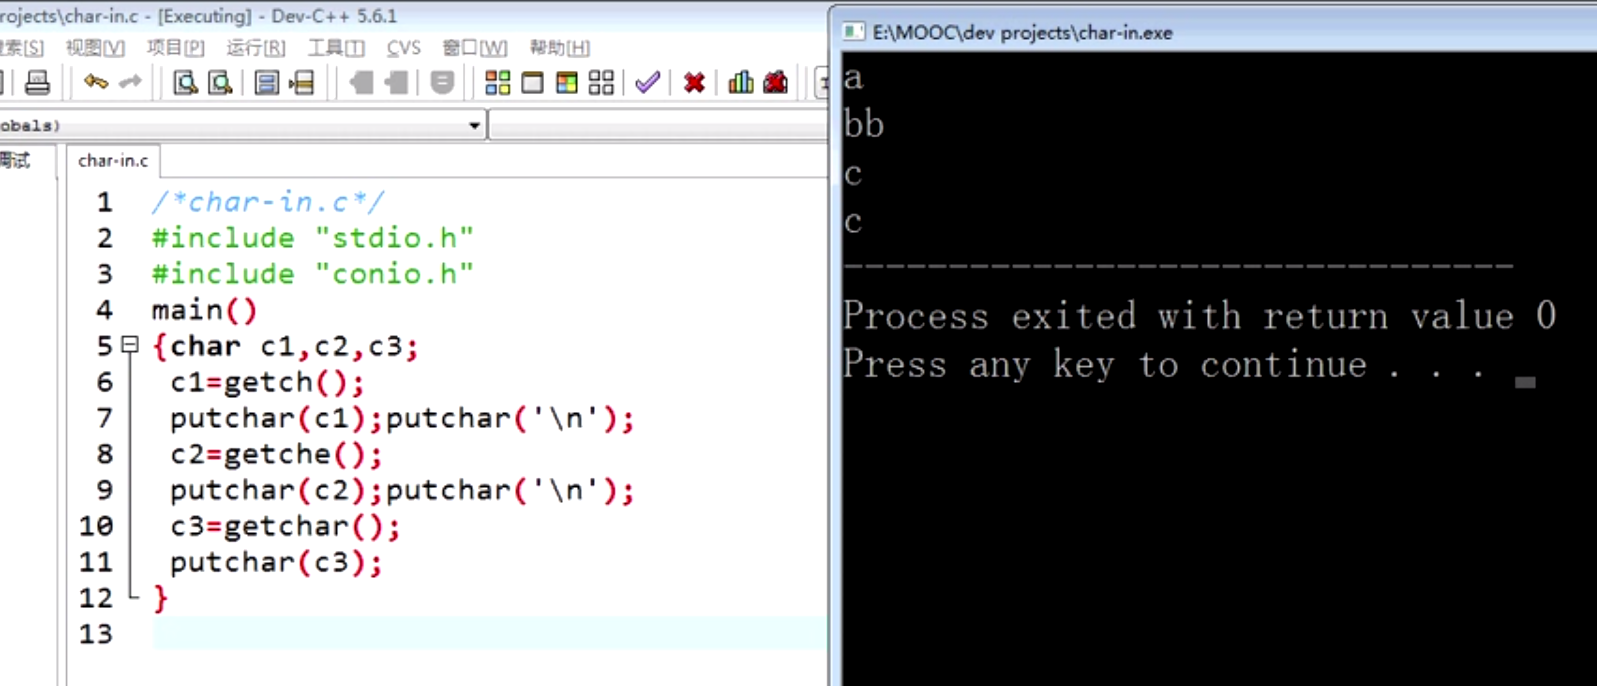 rojects\char-in.c - [Executing] - Dev-C++ 5.6.1
搜索[S] 视图[V] 项目[P] 运行[R] 工具[T] CVS 窗口[W] 帮助[H]
obals)
调试
char-in.c
1 /*char-in.c*/
2 #include "stdio.h"
3 #include "conio.h"
4 main()
5 {char c1,c2,c3;
6 c1=getch();
7 putchar(c1);putchar('\n');
8 c2=getche();
9 putchar(c2);putchar('\n');
10 c3=getchar();
11 putchar(c3);
12 }
13
E:\MOOC\dev projects\char-in.exe
a
bb
c
c
--------------------------------
Process exited with return value 0
Press any key to continue . . .